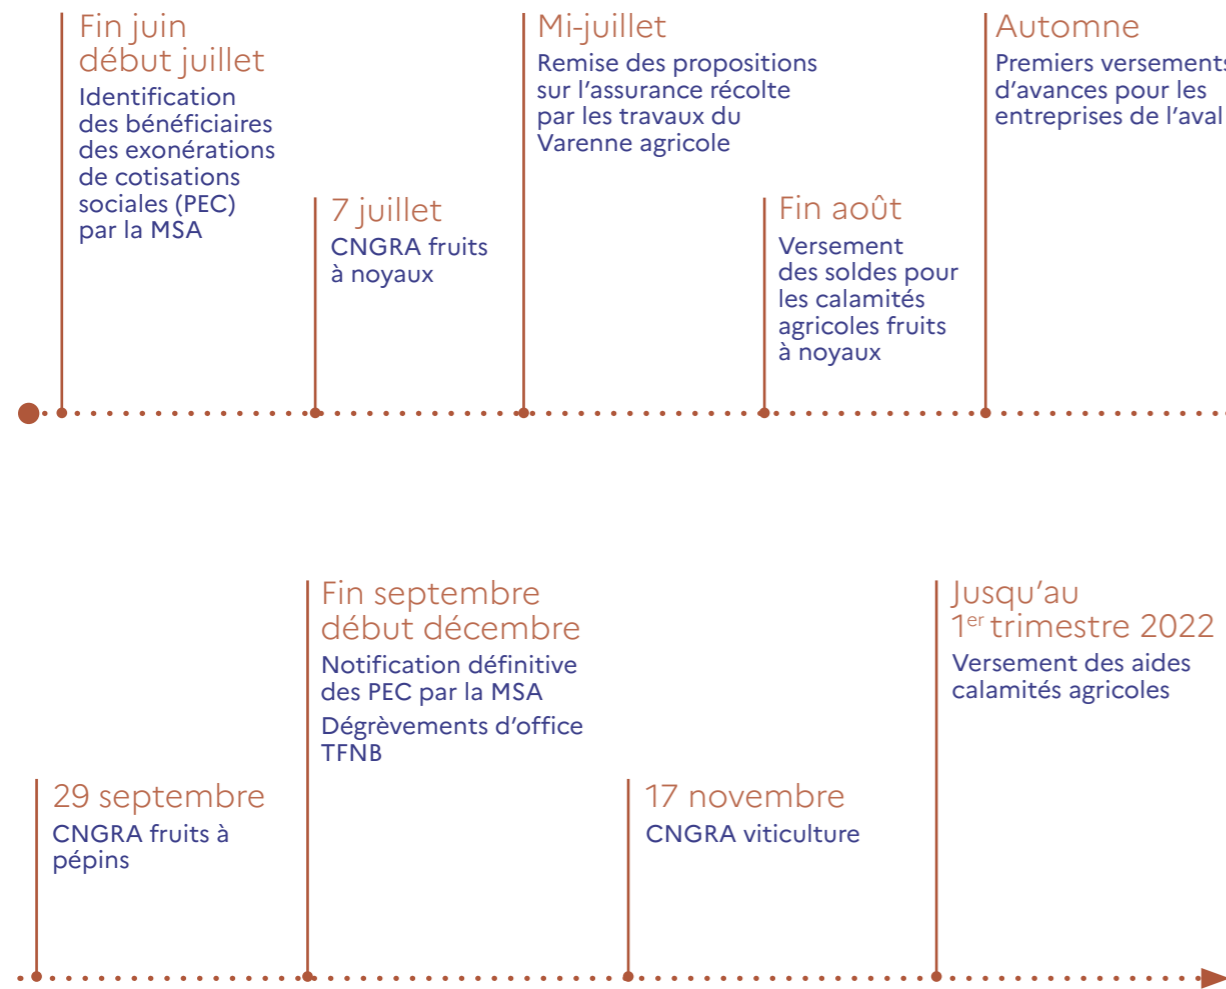 Fin juin
début juillet
Identification
des bénéficiaires
des exonérations
de cotisations
sociales (PEC)
par la MSA
7 juillet
CNGRA fruits
à noyaux
Mi-juillet
Remise des propositions
sur l’assurance récolte
par les travaux du
Varenne agricole
Fin août
Versement
des soldes pour
les calamités
agricoles fruits
à noyaux
Automne
Premiers versements
d’avances pour les
entreprises de l’aval
29 septembre
CNGRA fruits à
pépins
Fin septembre
début décembre
Notification définitive
des PEC par la MSA
Dégrèvements d’office
TFNB
17 novembre
CNGRA viticulture
Jusqu’au
1er trimestre 2022
Versement des aides
calamités agricoles